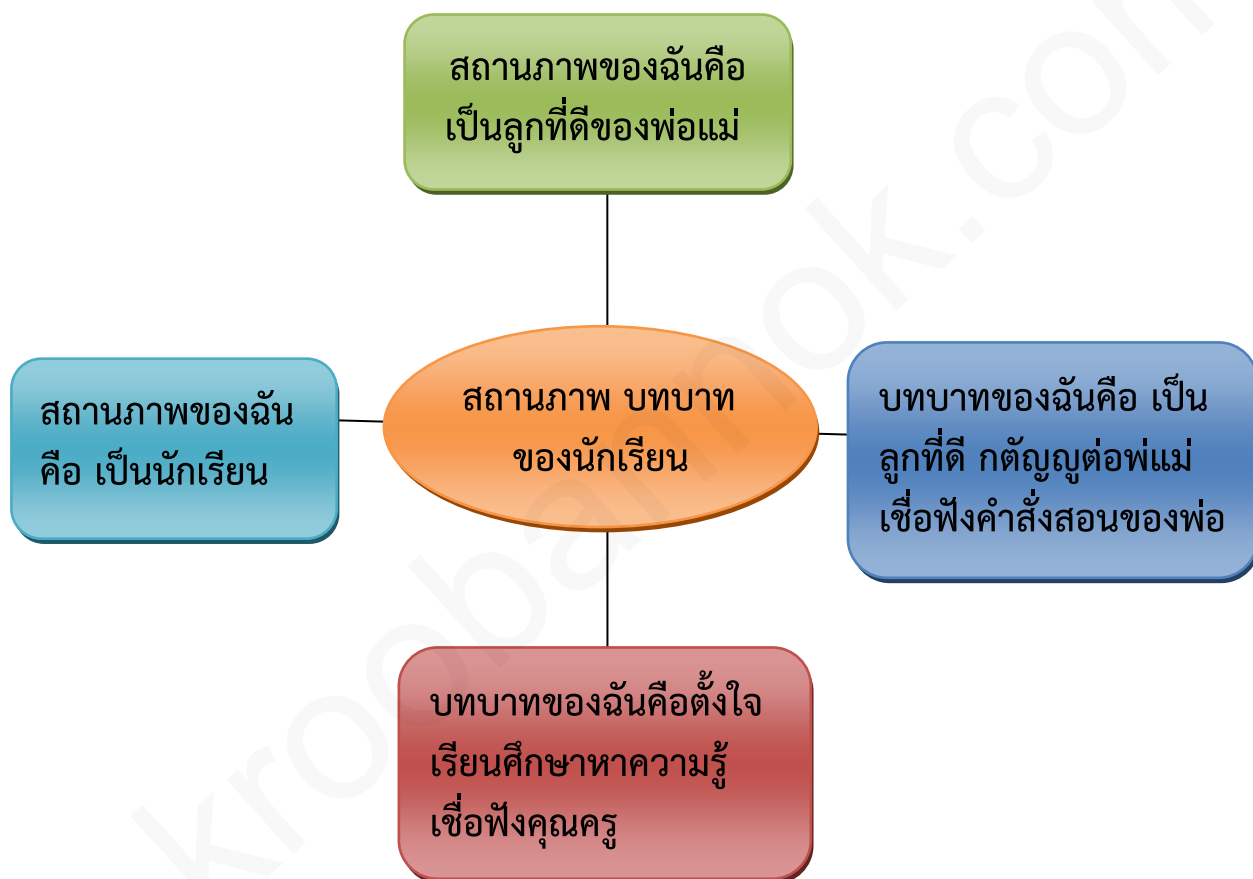 สถานภาพของฉันคือ
เป็นลูกที่ดีของพ่อแม่
สถานภาพของฉัน
คือ เป็นนักเรียน
สถานภาพ บทบาท
ของนักเรียน
บทบาทของฉันคือ เป็น
ลูกที่ดี กตัญญูต่อพ่แม่
เชื่อฟังคำสั่งสอนของพ่อ
บทบาทของฉันคือตั้งใจ
เรียนศึกษาหาความรู้
เชื่อฟังคุณครู
kroobannok.com